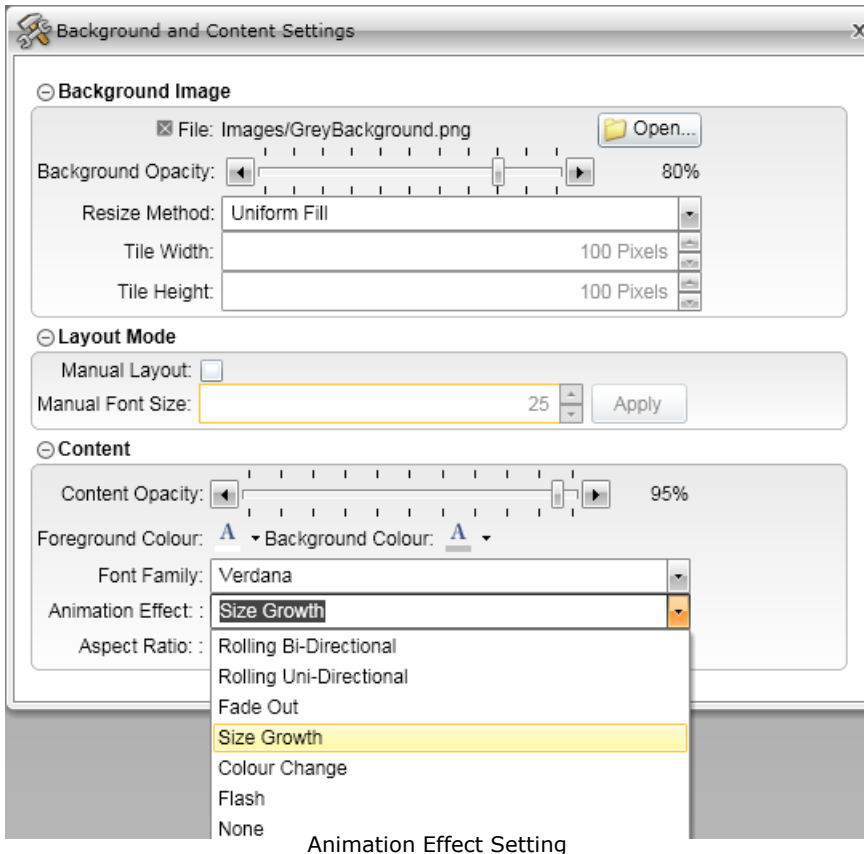 Background and Content Settings x
Background Image
File: Images/GreyBackground.png Open...
Background Opacity: 80%
Resize Method: Uniform Fill
Tile Width: 100 Pixels
Tile Height: 100 Pixels
Layout Mode
Manual Layout:
Manual Font Size: 25 Apply
Content
Content Opacity: 95%
Foreground Colour: A Background Colour: A
Font Family: Verdana
Animation Effect: : Size Growth
Aspect Ratio: :
Rolling Bi-Directional
Rolling Uni-Directional
Fade Out
Size Growth
Colour Change
Flash
None
Animation Effect Setting